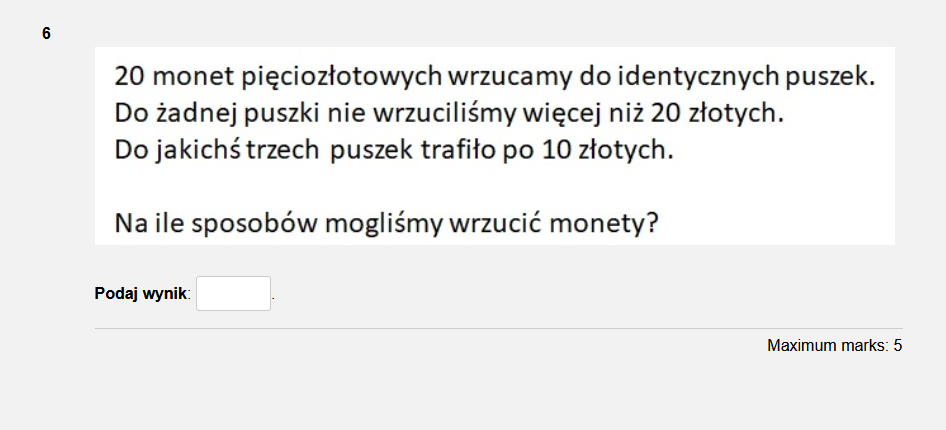 6
20 monet pięciozłotowych wrzucamy do identycznych puszek.
Do żadnej puszki nie wrzuciliśmy więcej niż 20 złotych.
Do jakichś trzech puszek trafiło po 10 złotych.
Na ile sposobów mogliśmy wrzucić monety?
Podaj wynik: .
Maximum marks: 5